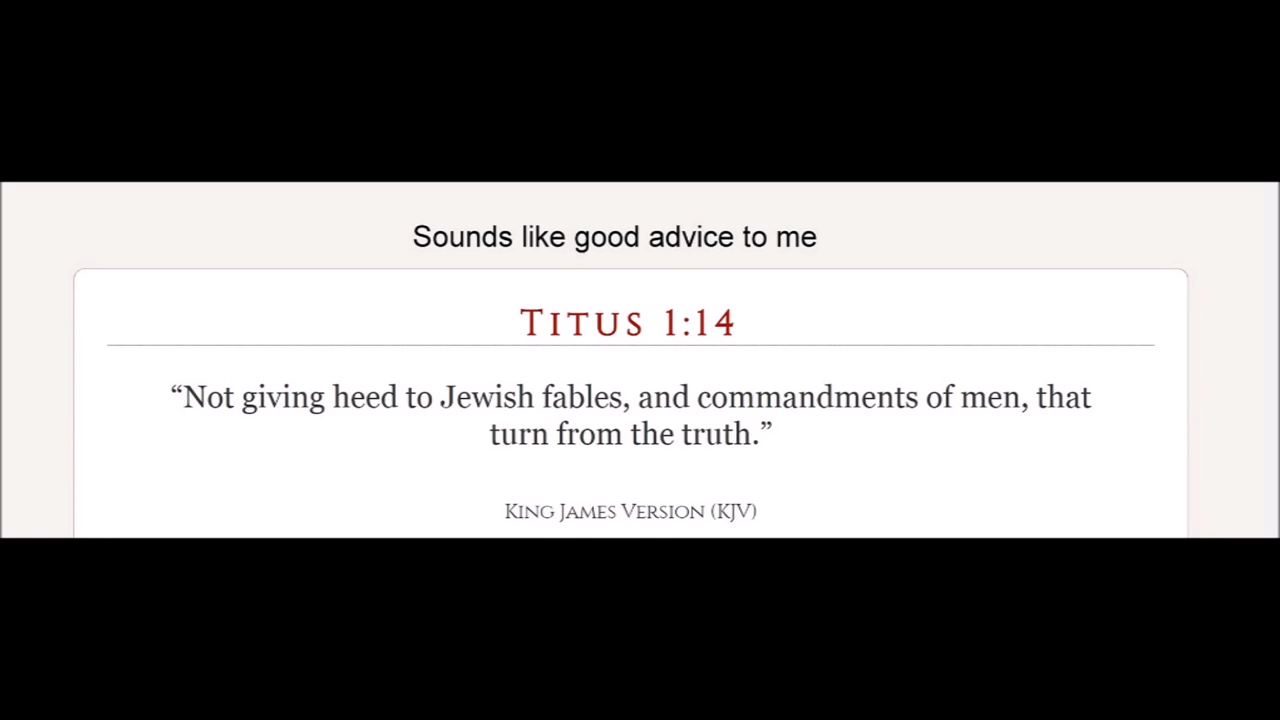 Sounds like good advice to me
Titus 1:14
“Not giving heed to Jewish fables, and commandments of men, that
turn from the truth.”
King James Version (KJV)